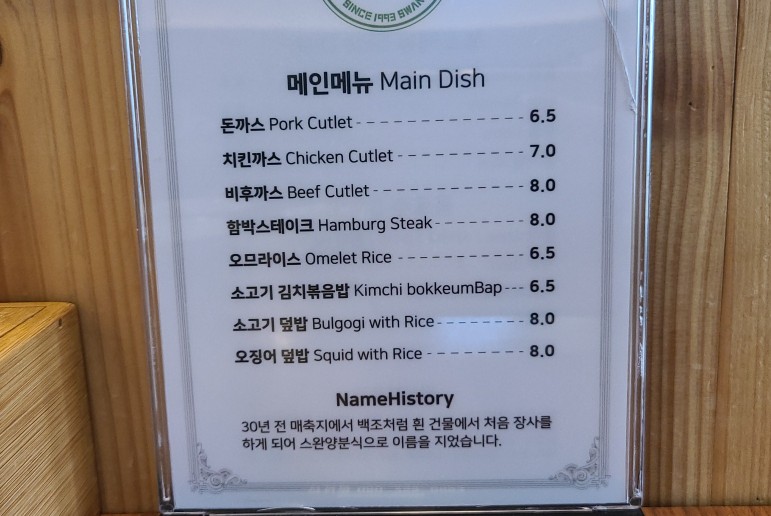 SINCE 1993 SWAN
메인메뉴 Main Dish
돈까스 Pork Cutlet 6.5
치킨까스 Chicken Cutlet 7.0
비후까스 Beef Cutlet 8.0
함박스테이크 Hamburg Steak 8.0
오므라이스 Omelet Rice 6.5
소고기 김치볶음밥 Kimchi bokkeumBap 6.5
소고기 덮밥 Bulgogi with Rice 8.0
오징어 덮밥 Squid with Rice 8.0
NameHistory
30년 전 매축지에서 백조처럼 흰 건물에서 처음 장사를
하게 되어 스완양분식으로 이름을 지었습니다.